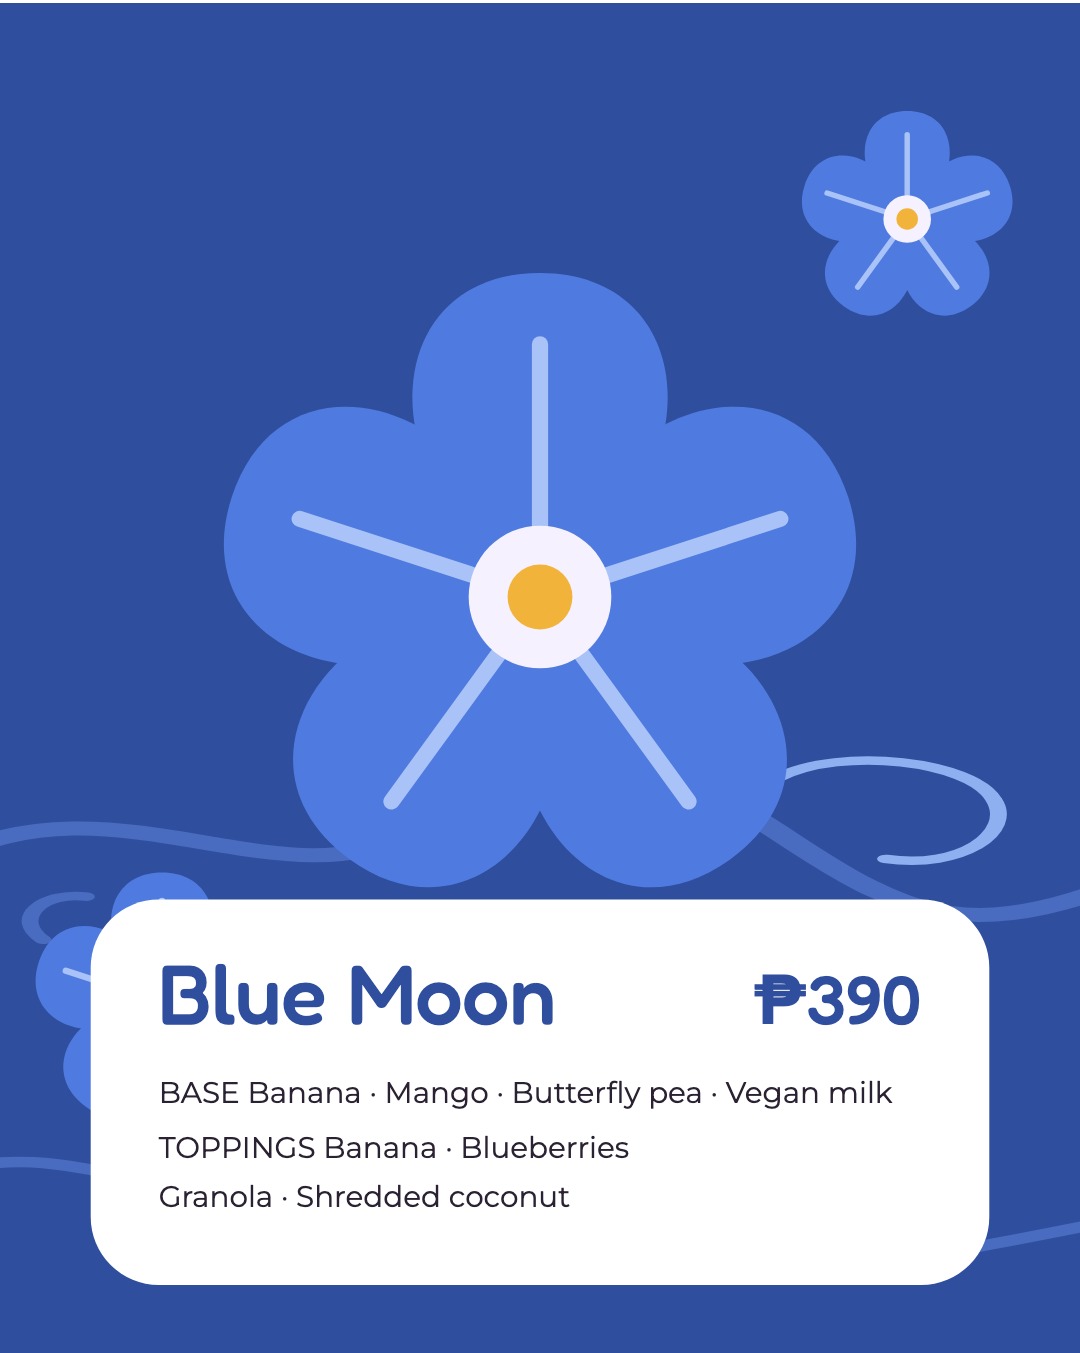 Blue Moon ₱390
BASE Banana · Mango · Butterfly pea · Vegan milk
TOPPINGS Banana · Blueberries
Granola · Shredded coconut